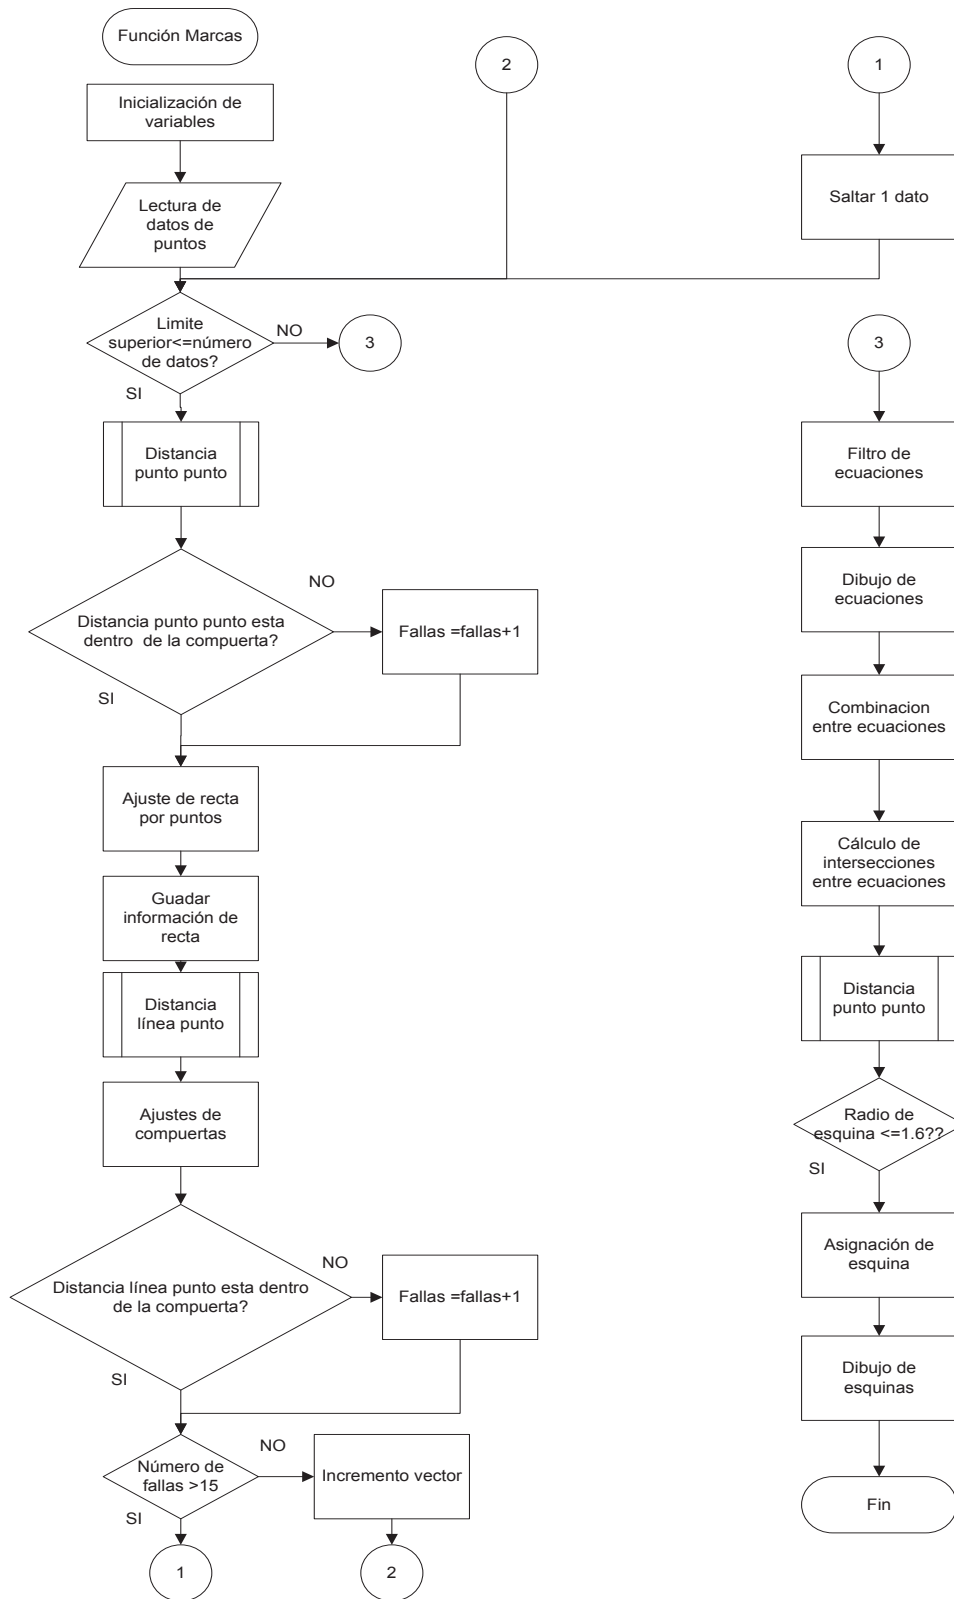 Función Marcas
Inicialización de
variables
Lectura de
datos de
puntos
Limite
superior<=número
de datos?
NO
3
SI
Distancia
punto punto
Distancia punto punto esta
dentro  de la compuerta?
NO
Fallas =fallas+1
SI
Ajuste de recta
por puntos
Guadar
información de
recta
Distancia
línea punto
Ajustes de
compuertas
Distancia línea punto esta dentro
de la compuerta?
NO
Fallas =fallas+1
SI
Número de
fallas >15
NO
Incremento vector
SI
1
2
2
1
Saltar 1 dato
3
Filtro de
ecuaciones
Dibujo de
ecuaciones
Combinacion
entre ecuaciones
Cálculo de
intersecciones
entre ecuaciones
Distancia
punto punto
Radio de
esquina <=1.6??
SI
Asignación de
esquina
Dibujo de
esquinas
Fin